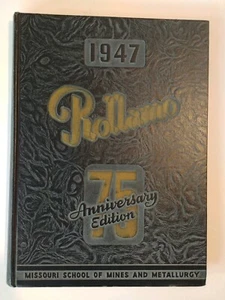 1947
Rollamo
75
Anniversary
Edition
MISSOURI SCHOOL OF MINES AND METALLURGY